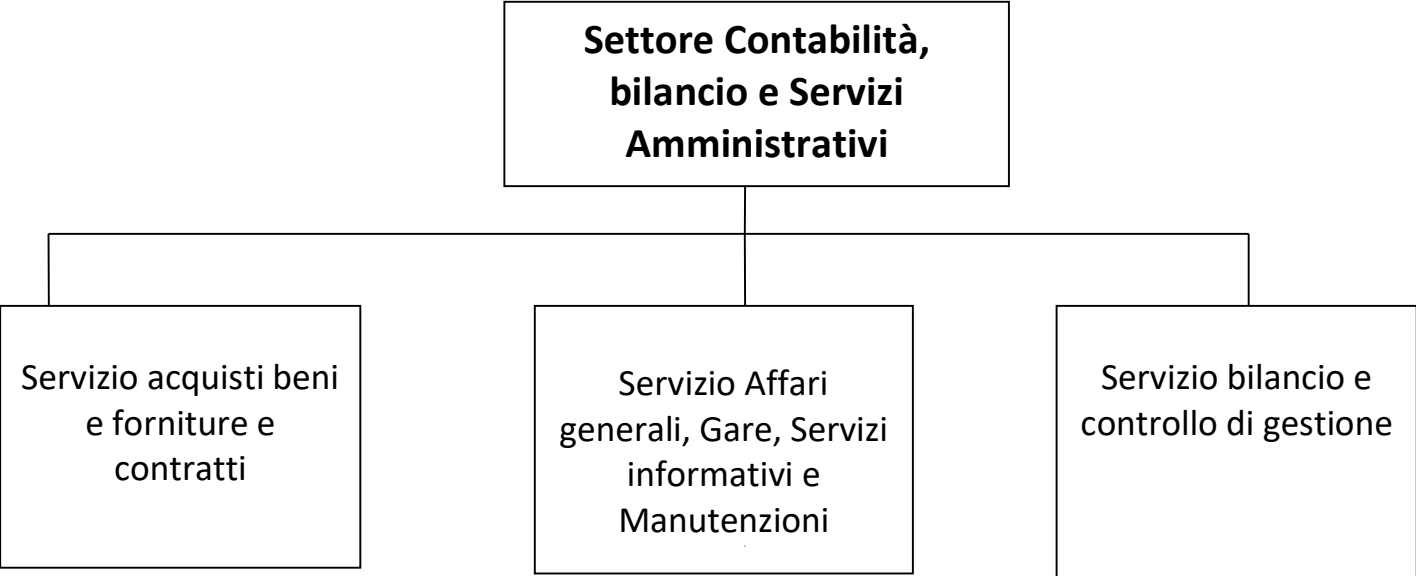 Settore Contabilità,
bilancio e Servizi
Amministrativi
Servizio acquisti beni
e forniture e
contratti
Servizio Affari
generali, Gare, Servizi
informativi e
Manutenzioni
Servizio bilancio e
controllo di gestione